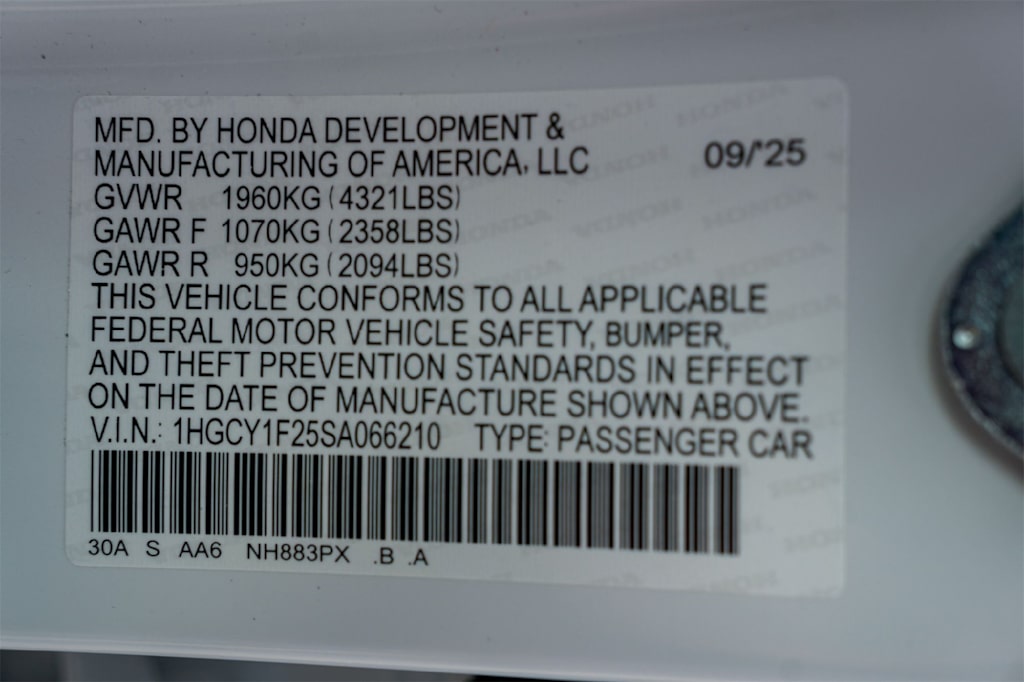 MFD. BY HONDA DEVELOPMENT &
MANUFACTURING OF AMERICA, LLC
09/'25
GVWR 1960KG (4321LBS)
GAWR F 1070KG (2358LBS)
GAWR R 950KG (2094LBS)
THIS VEHICLE CONFORMS TO ALL APPLICABLE
FEDERAL MOTOR VEHICLE SAFETY, BUMPER,
AND THEFT PREVENTION STANDARDS IN EFFECT
ON THE DATE OF MANUFACTURE SHOWN ABOVE.
V.I.N.: 1HGCY1F25SA066210 TYPE: PASSENGER CAR
30A S AA6 NH883PX .B .A